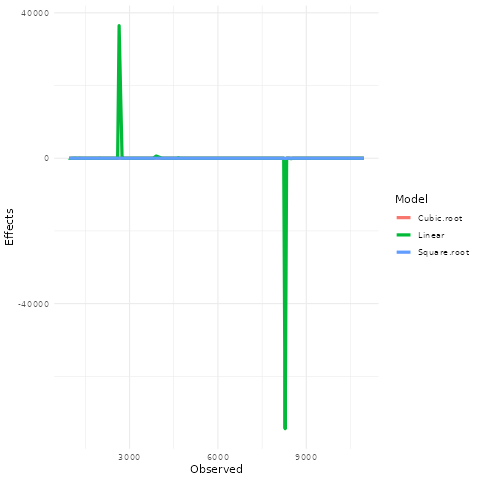 40000
0
-40000
Effects
3000 6000 9000
Observed
Model
Cubic.root
Linear
Square.root